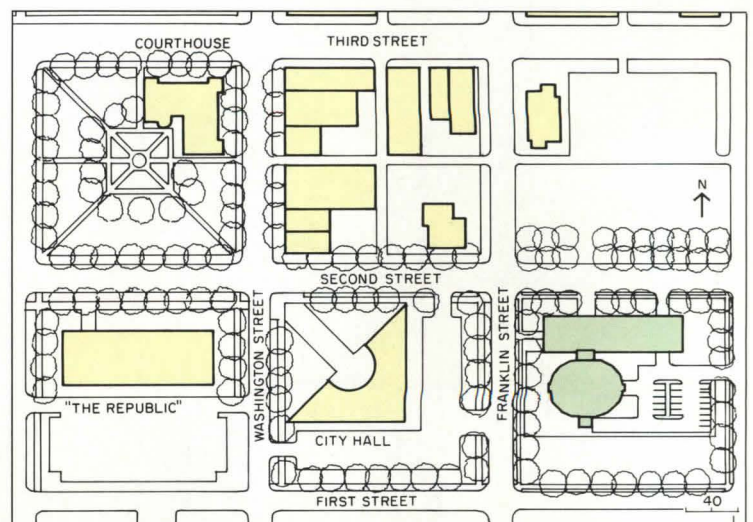 COURTHOUSE
THIRD STREET
N
SECOND STREET
WASHINGTON STREET
FRANKLIN STREET
"THE REPUBLIC"
CITY HALL
40
FIRST STREET